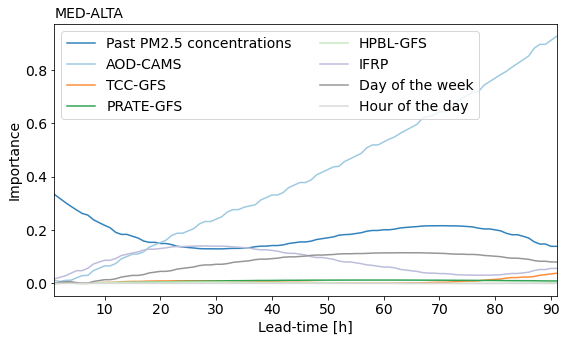 MED-ALTA
Past PM2.5 concentrations
AOD-CAMS
TCC-GFS
PRATE-GFS
HPBL-GFS
IFRP
Day of the week
Hour of the day
Importance
0.8
0.6
0.4
0.2
0.0
10 20 30 40 50 60 70 80 90
Lead-time [h]